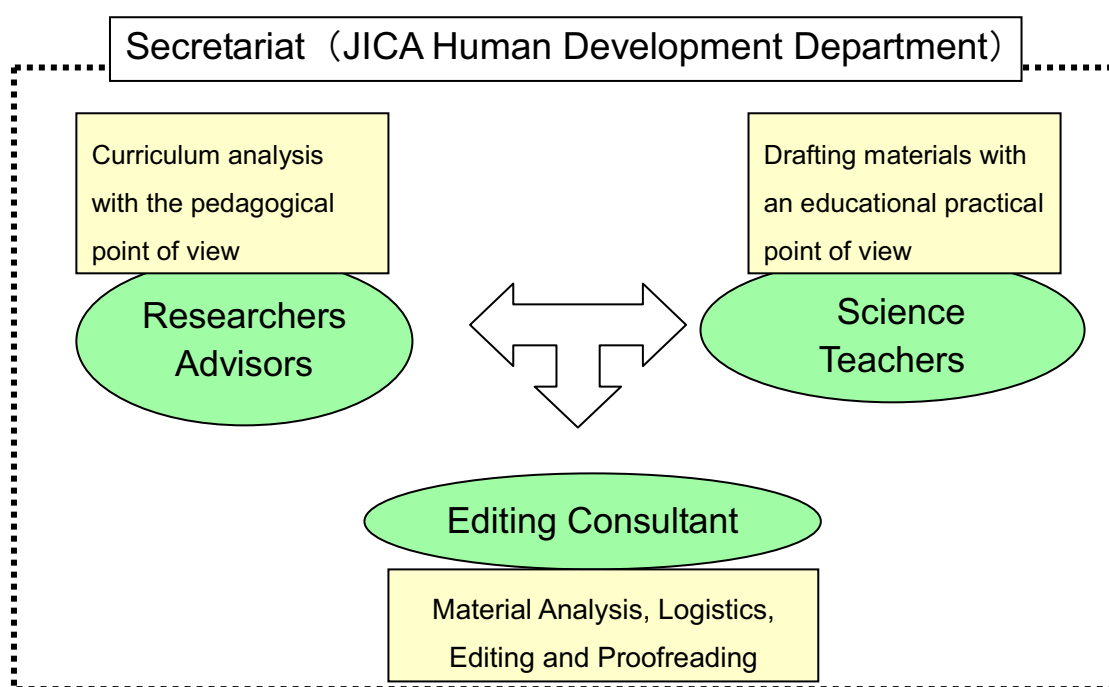 Secretariat（JICA Human Development Department）
Curriculum analysis
with the pedagogical
point of view
Researchers
Advisors
Drafting materials with
an educational practical
point of view
Science
Teachers
Editing Consultant
Material Analysis, Logistics,
Editing and Proofreading